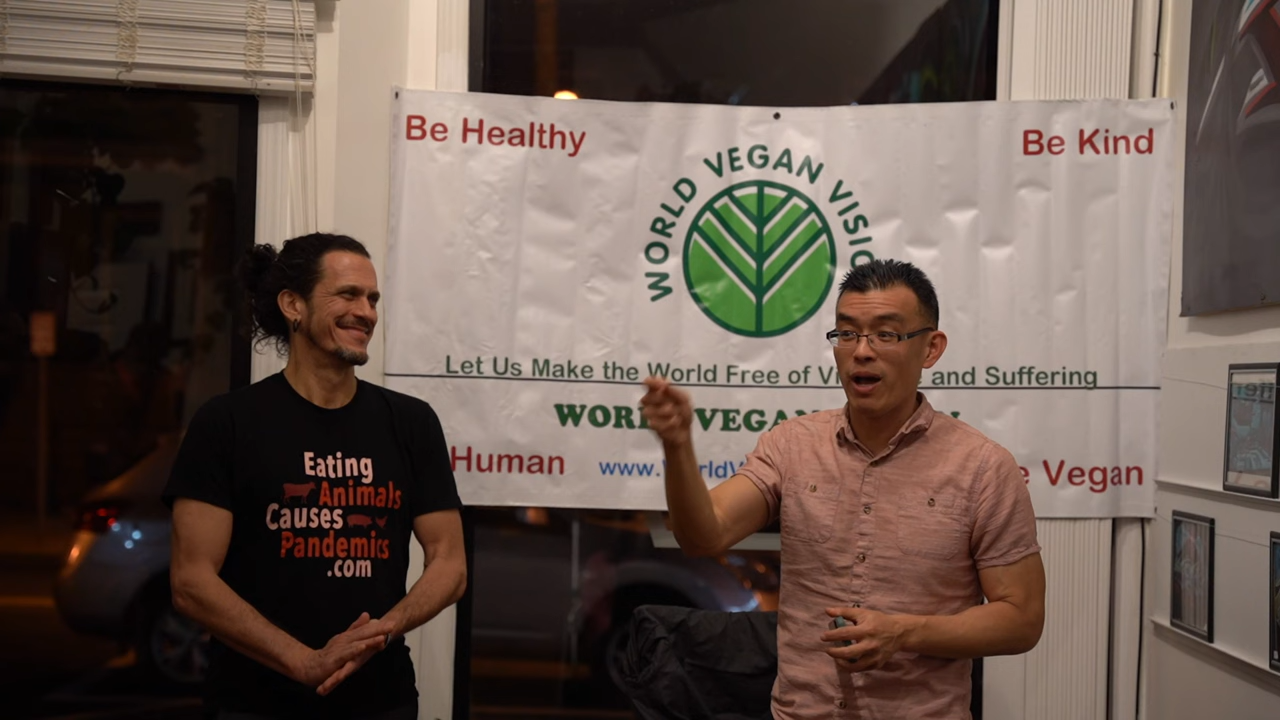 Be Healthy
Be Kind
WORLD VEGAN VISIO
Let Us Make the World Free of Vi and Suffering
WOR VEGAN
Human
www.
e Vegan
Eating
Animals
Causes
Pandemics
.com